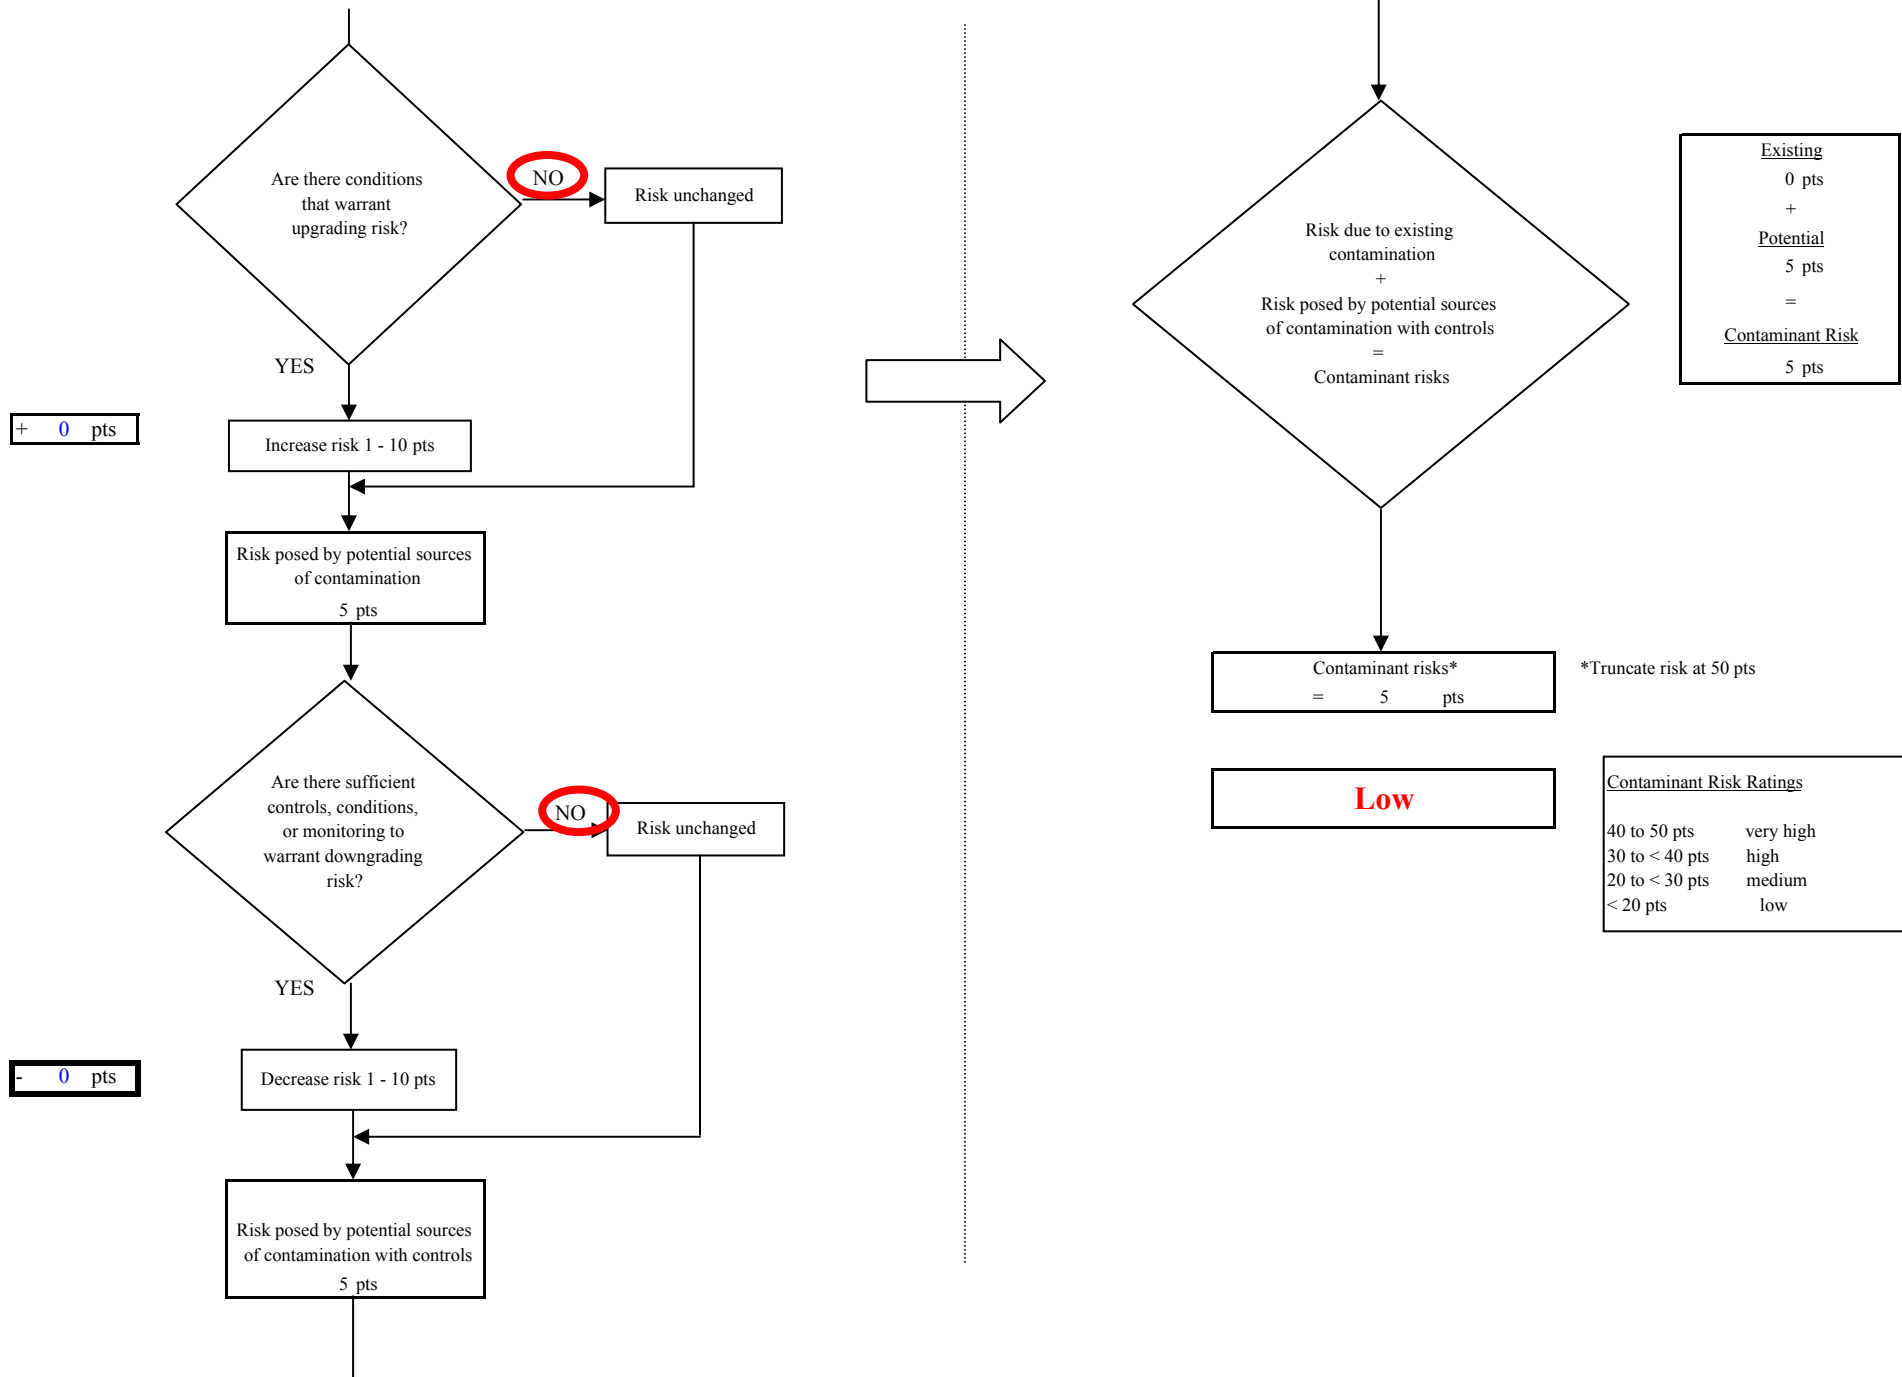 Are there conditions
that warrant
upgrading risk?
NO
Risk unchanged
YES
+ 0 pts
Increase risk 1 - 10 pts
Risk posed by potential sources
of contamination
5 pts
Are there sufficient
controls, conditions,
or monitoring to
warrant downgrading
risk?
NO
Risk unchanged
YES
- 0 pts
Decrease risk 1 - 10 pts
Risk posed by potential sources
of contamination with controls
5 pts
Risk due to existing
contamination
+
Risk posed by potential sources
of contamination with controls
=
Contaminant risks
Existing
0 pts
+
Potential
5 pts
=
Contaminant Risk
5 pts
Contaminant risks*
= 5 pts
*Truncate risk at 50 pts
Low
Contaminant Risk Ratings
40 to 50 pts very high
30 to < 40 pts high
20 to < 30 pts medium
< 20 pts low